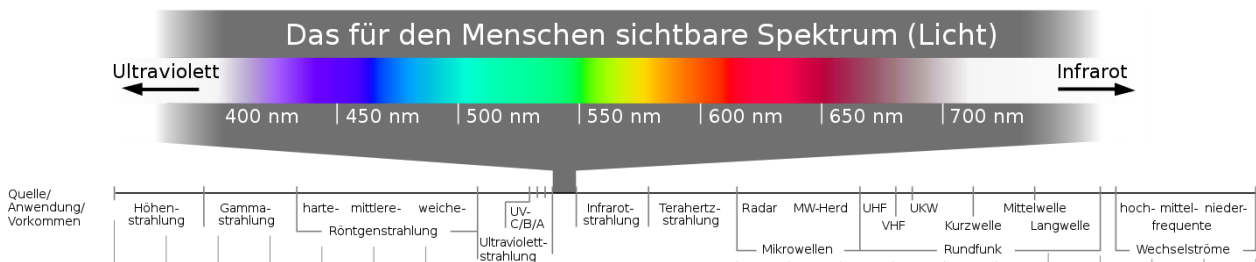 Das für den Menschen sichtbare Spektrum (Licht)
Ultraviolett
Infrarot
400 nm
450 nm
500 nm
550 nm
600 nm
650 nm
700 nm
Quelle/
Anwendung/
Vorkommen
Höhen-
strahlung
Gamma-
strahlung
harte- mittlere- weiche-
Röntgenstrahlung
UV-
C/B/A
Ultraviolett-
strahlung
Infrarot-
strahlung
Terahertz-
strahlung
Radar MW-Herd
Mikrowellen
UHF UKW Mittelwelle
VHF Kurzwelle Langwelle
Rundfunk
hoch- mittel- nieder-
frequente
Wechselströme